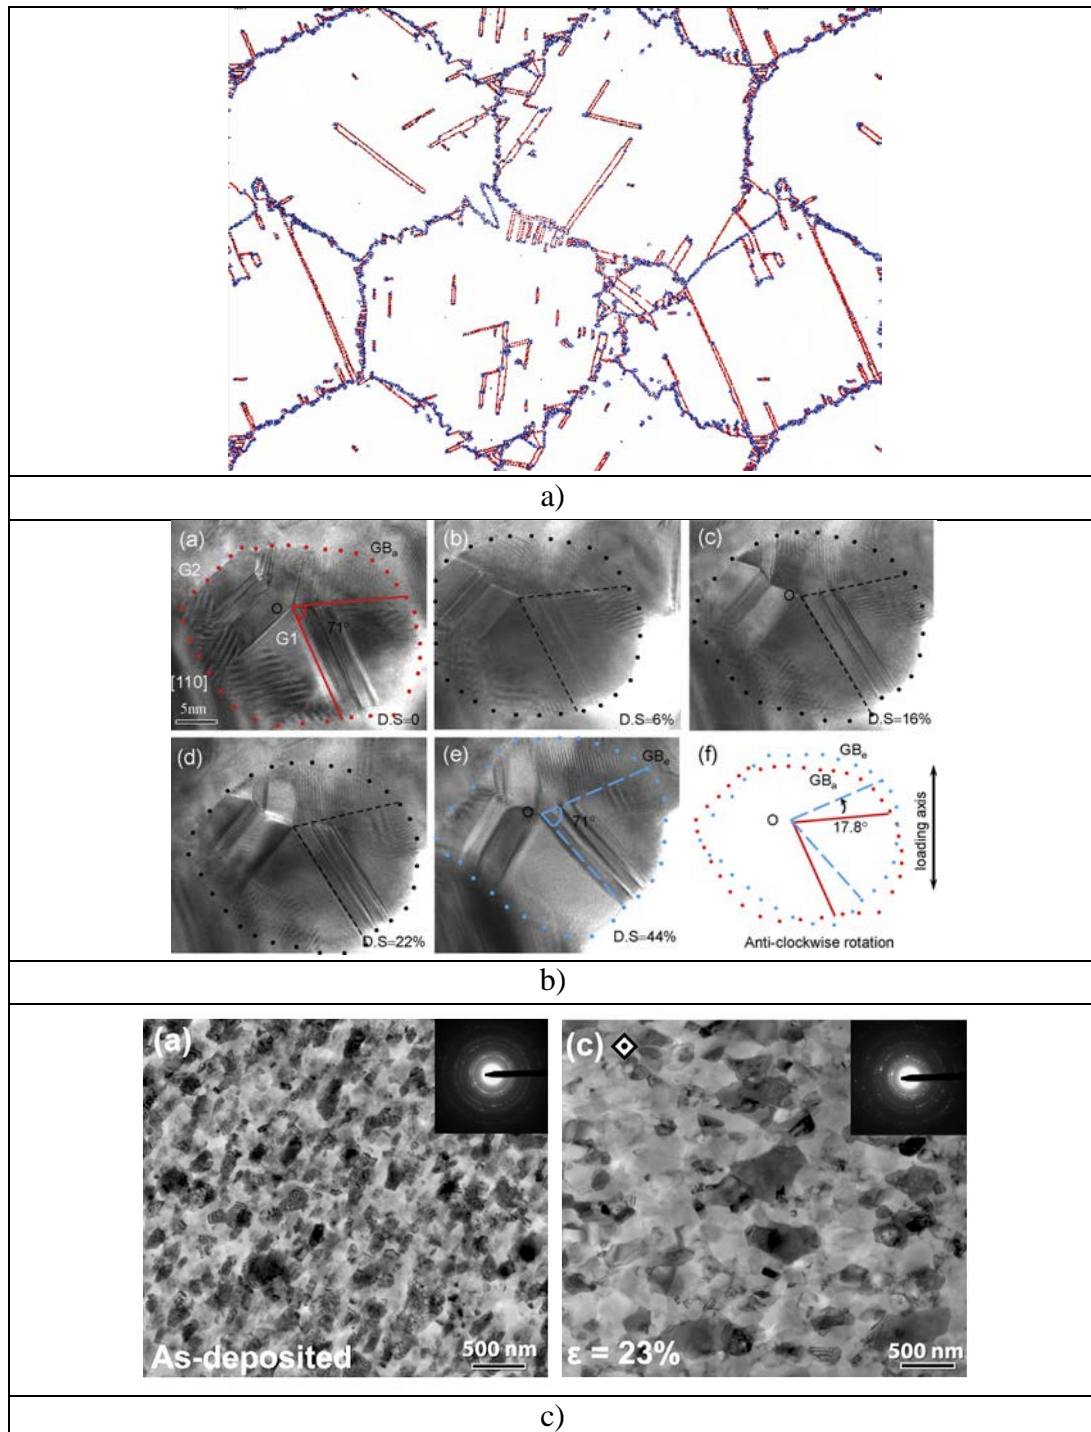 a)
(a)
G2
GBa
O
71°
G1
[110]
5nm
D.S=0
(b)
D.S=6%
(c)
O
D.S=16%
(d)
D.S=22%
(e)
GBe
O
71°
D.S=44%
(f)
GBe
GBa
O
17.8°
loading axis
Anti-clockwise rotation
b)
(a)
As-deposited
500 nm
(c)
ε = 23%
500 nm
c)